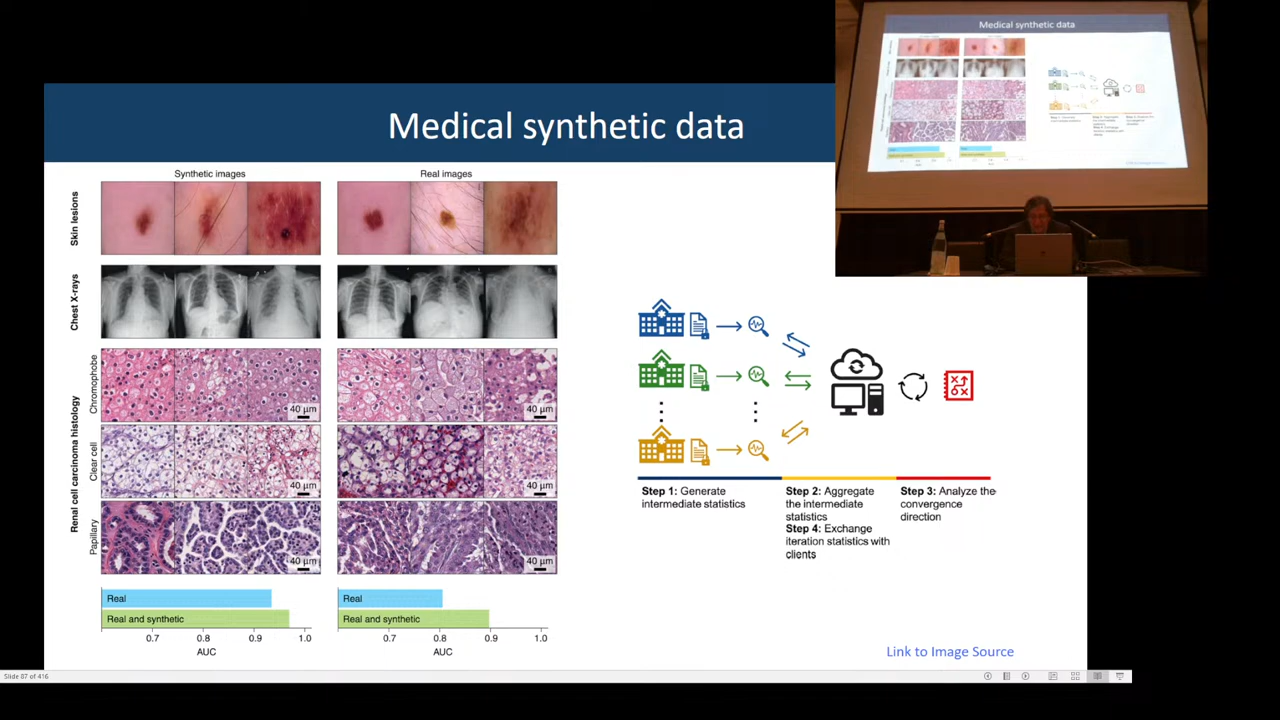 Medical synthetic data
Medical synthetic data
Synthetic images
Real images
Skin lesions
Chest X-rays
Renal cell carcinoma histology
Chromophobe
40 µm
40 µm
Clear cell
40 µm
40 µm
Papillary
40 µm
40 µm
Real
Real and synthetic
0.7 0.8 0.9 1.0
AUC
Real
Real and synthetic
0.7 0.8 0.9 1.0
AUC
Step 1: Generate
intermediate statistics
Step 2: Aggregate
the intermediate
statistics
Step 4: Exchange
iteration statistics with
clients
Step 3: Analyze the
convergence
direction
Link to Image Source
Slide 87 of 416